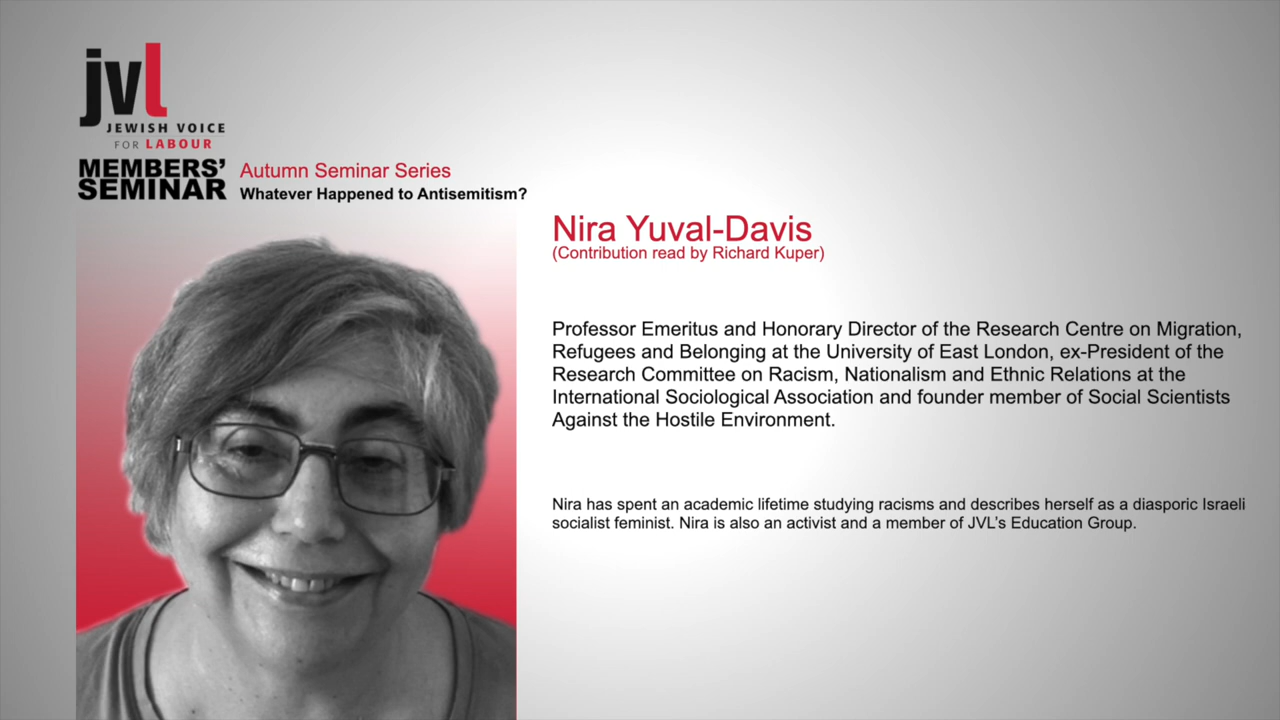 jvl
JEWISH VOICE
FOR LABOUR
MEMBERS'
SEMINAR
Autumn Seminar Series
Whatever Happened to Antisemitism?
Nira Yuval-Davis
(Contribution read by Richard Kuper)
Professor Emeritus and Honorary Director of the Research Centre on Migration,
Refugees and Belonging at the University of East London, ex-President of the
Research Committee on Racism, Nationalism and Ethnic Relations at the
International Sociological Association and founder member of Social Scientists
Against the Hostile Environment.
Nira has spent an academic lifetime studying racisms and describes herself as a diasporic Israeli
socialist feminist. Nira is also an activist and a member of JVL's Education Group.